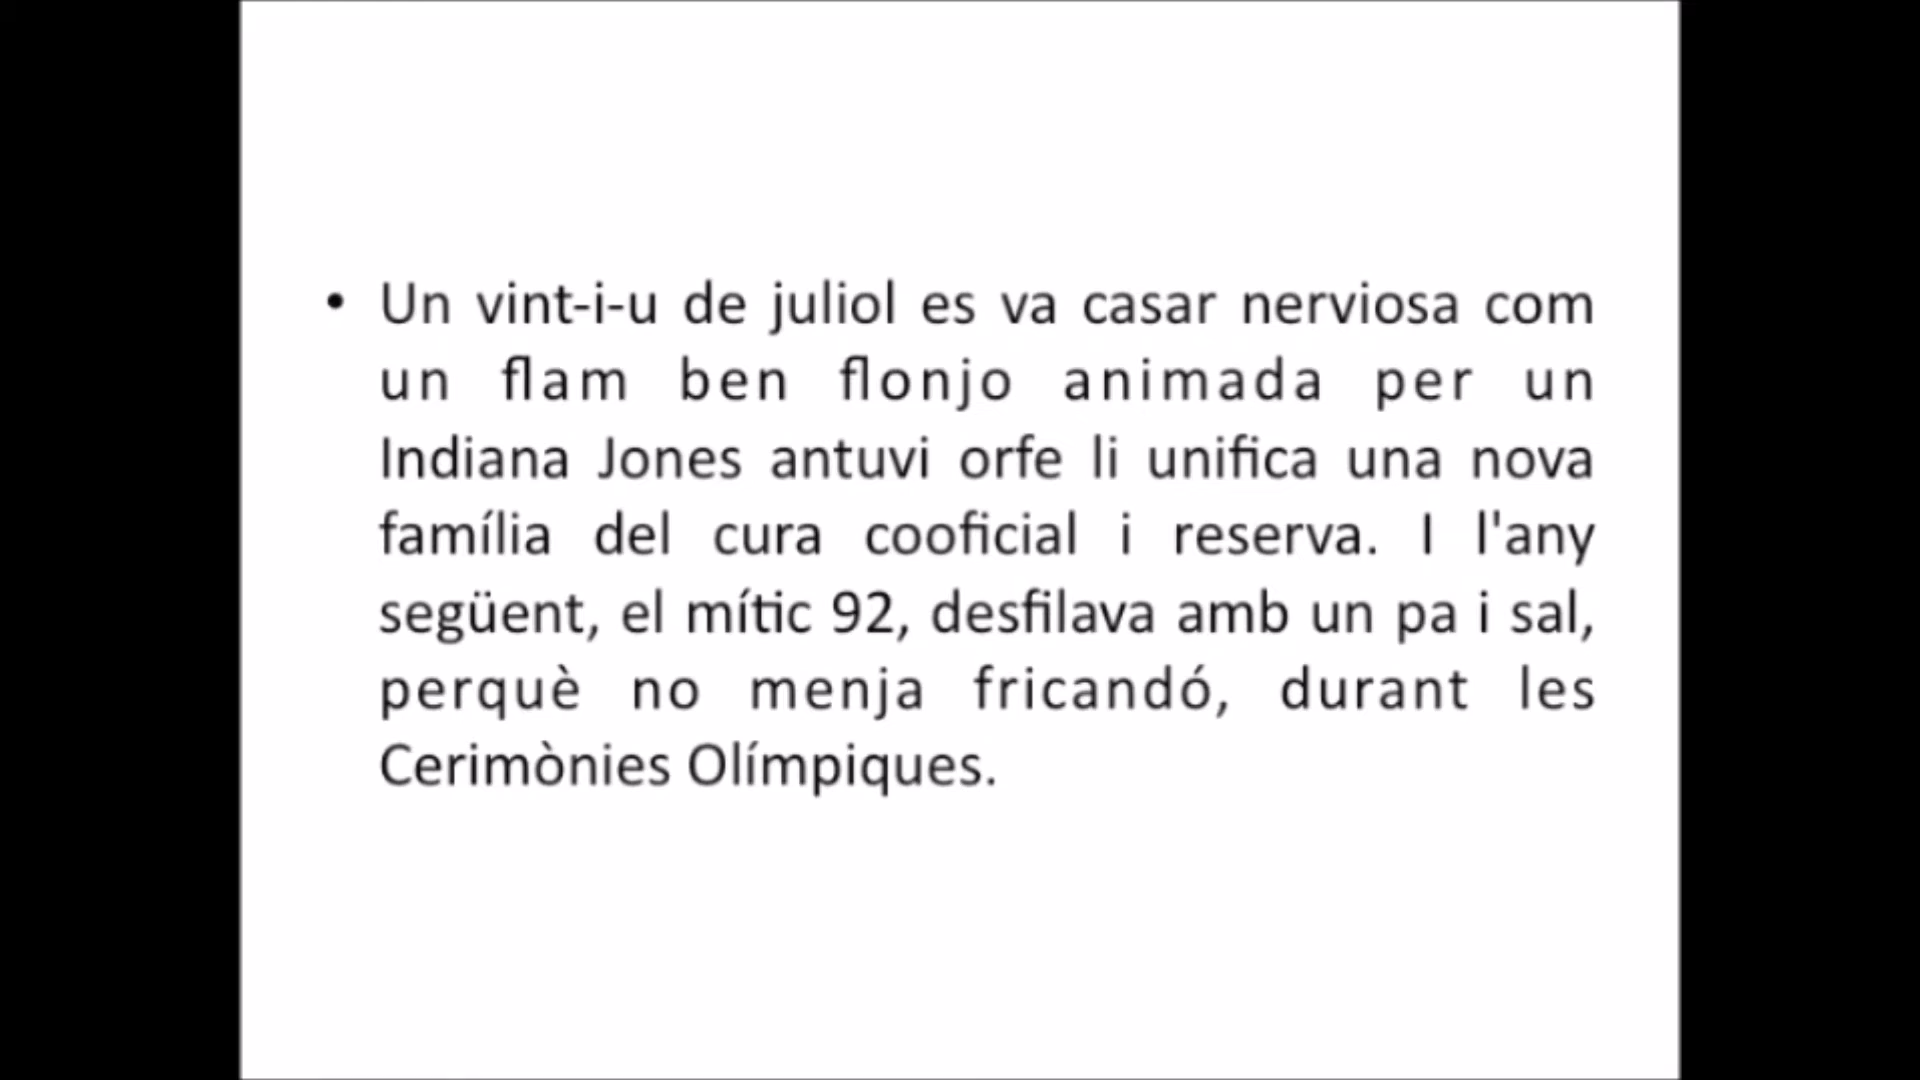 • Un vint-i-u de juliol es va casar nerviosa com
un flam ben flonjo animada per un
Indiana Jones antuvi orfe li unifica una nova
família del cura cooficial i reserva. I l'any
següent, el mític 92, desfilava amb un pa i sal,
perquè no menja fricandó, durant les
Cerimònies Olímpiques.